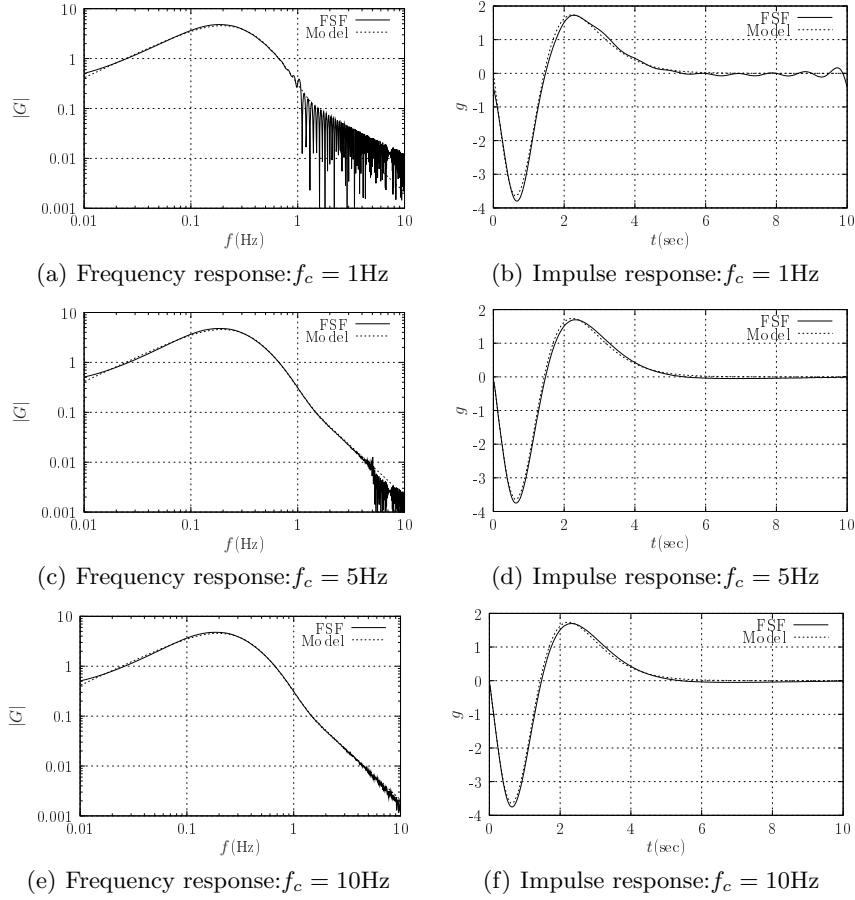 10
1
0.1
0.01
0.001
0.01
0.1
1
10
|G|
f(Hz)
FSF
Model
(a) Frequency response:f_c = 1Hz
2
1
0
-1
-2
-3
-4
0
2
4
6
8
10
g
t(sec)
FSF
Model
(b) Impulse response:f_c = 1Hz
10
1
0.1
0.01
0.001
0.01
0.1
1
10
|G|
f(Hz)
FSF
Model
(c) Frequency response:f_c = 5Hz
2
1
0
-1
-2
-3
-4
0
2
4
6
8
10
g
t(sec)
FSF
Model
(d) Impulse response:f_c = 5Hz
10
1
0.1
0.01
0.001
0.01
0.1
1
10
|G|
f(Hz)
FSF
Model
(e) Frequency response:f_c = 10Hz
2
1
0
-1
-2
-3
-4
0
2
4
6
8
10
g
t(sec)
FSF
Model
(f) Impulse response:f_c = 10Hz